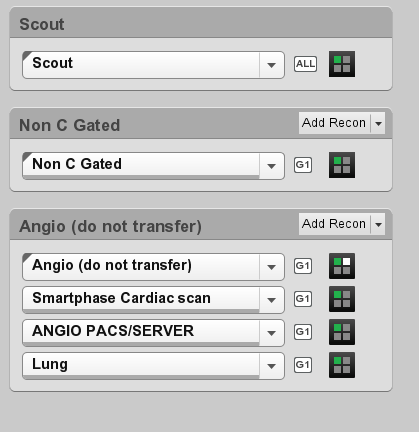 Scout
Scout ALL
Non C Gated Add Recon
Non C Gated G1
Angio (do not transfer) Add Recon
Angio (do not transfer) G1
Smartphase Cardiac scan G1
ANGIO PACS/SERVER G1
Lung G1